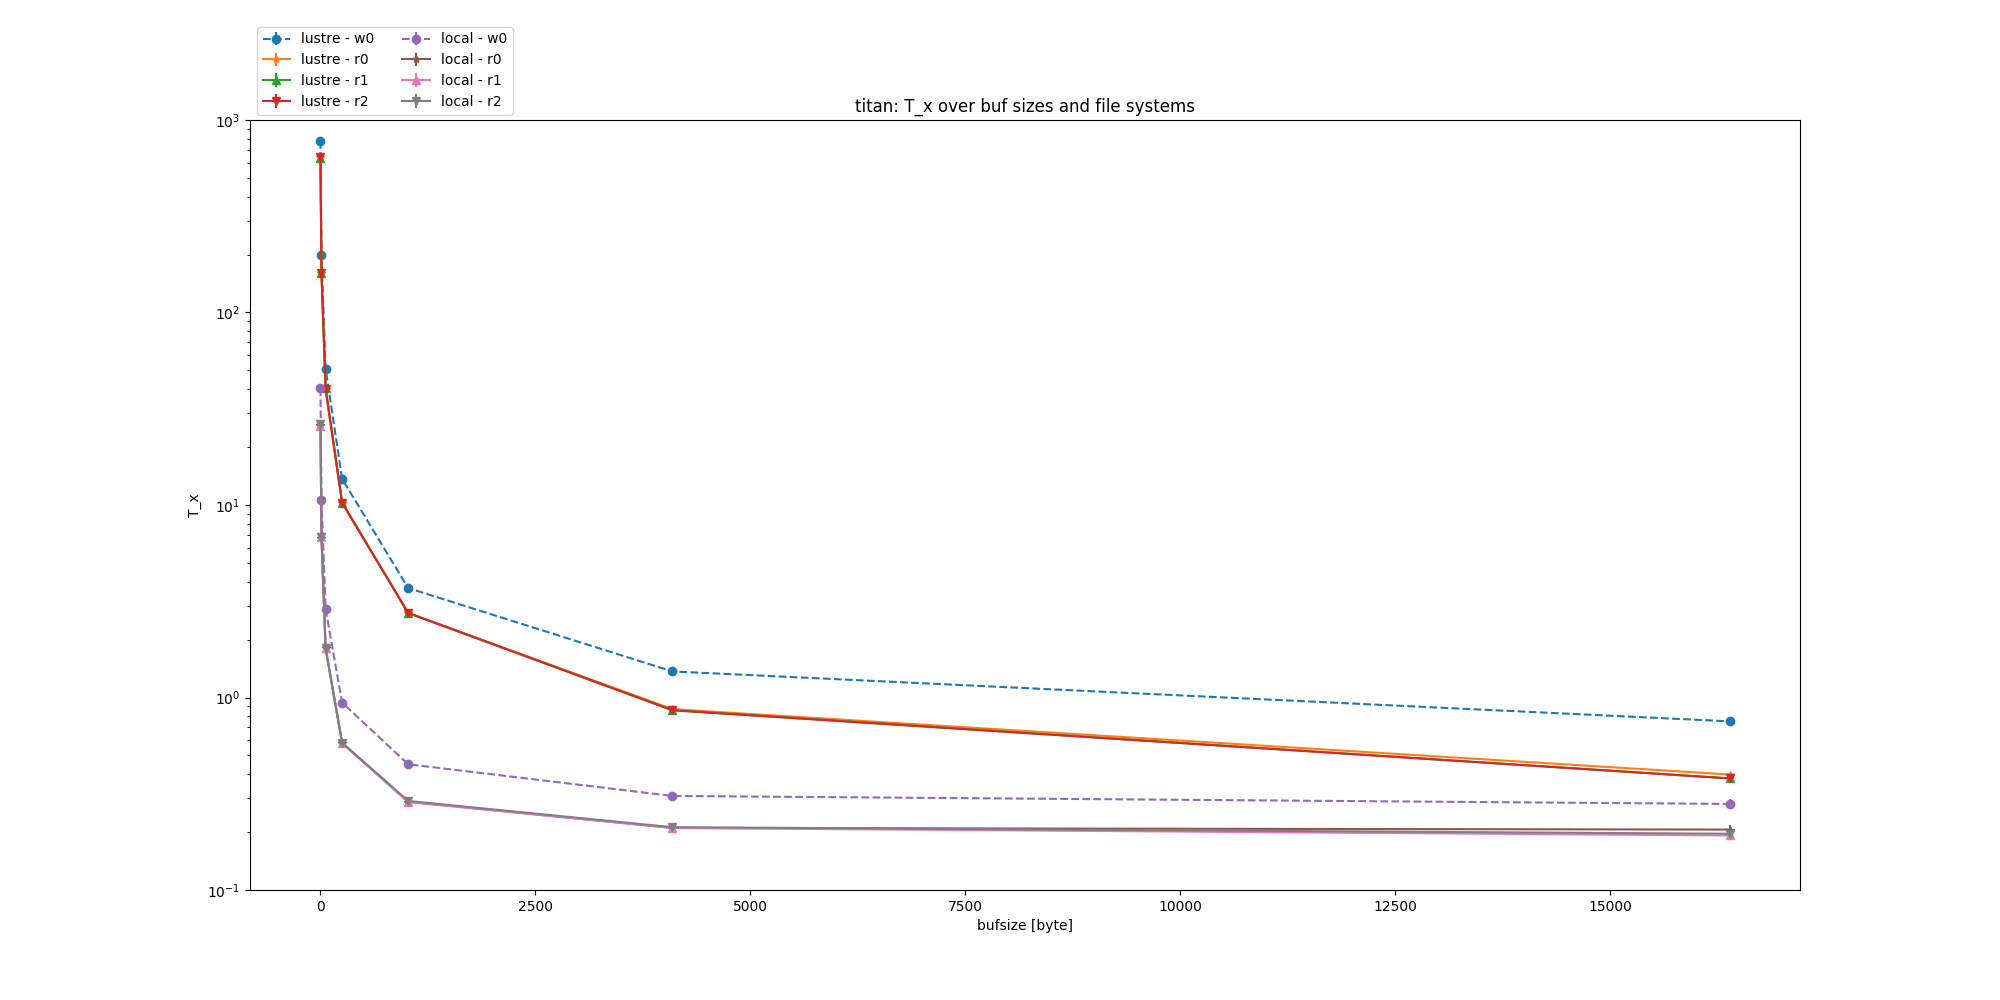 lustre - w0 local - w0
lustre - r0 local - r0
lustre - r1 local - r1
lustre - r2 local - r2
titan: T_x over buf sizes and file systems
10³
10²
10¹
10⁰
10⁻¹
T_x
0 2500 5000 7500 10000 12500 15000
bufsize [byte]